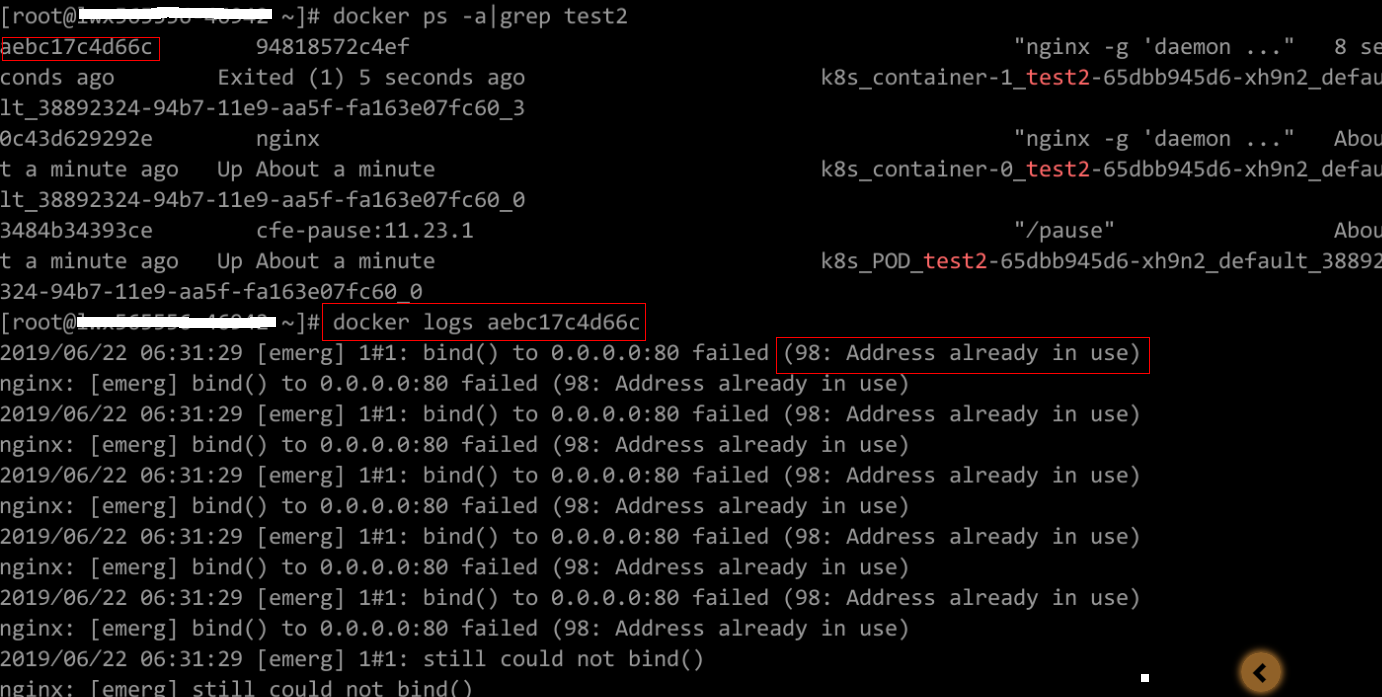 [root@ ~]# docker ps -a|grep test2
aebc17c4d66c 94818572c4ef "nginx -g 'daemon ..." 8 se
conds ago Exited (1) 5 seconds ago k8s_container-1_test2-65dbb945d6-xh9n2_defau
lt_38892324-94b7-11e9-aa5f-fa163e07fc60_3
0c43d629292e nginx "nginx -g 'daemon ..." Abou
t a minute ago Up About a minute k8s_container-0_test2-65dbb945d6-xh9n2_defau
lt_38892324-94b7-11e9-aa5f-fa163e07fc60_0
3484b34393ce cfe-pause:11.23.1 "/pause" Abou
t a minute ago Up About a minute k8s_POD_test2-65dbb945d6-xh9n2_default_38892
324-94b7-11e9-aa5f-fa163e07fc60_0
[root@ ~]# docker logs aebc17c4d66c
2019/06/22 06:31:29 [emerg] 1#1: bind() to 0.0.0.0:80 failed (98: Address already in use)
nginx: [emerg] bind() to 0.0.0.0:80 failed (98: Address already in use)
2019/06/22 06:31:29 [emerg] 1#1: bind() to 0.0.0.0:80 failed (98: Address already in use)
nginx: [emerg] bind() to 0.0.0.0:80 failed (98: Address already in use)
2019/06/22 06:31:29 [emerg] 1#1: bind() to 0.0.0.0:80 failed (98: Address already in use)
nginx: [emerg] bind() to 0.0.0.0:80 failed (98: Address already in use)
2019/06/22 06:31:29 [emerg] 1#1: bind() to 0.0.0.0:80 failed (98: Address already in use)
nginx: [emerg] bind() to 0.0.0.0:80 failed (98: Address already in use)
2019/06/22 06:31:29 [emerg] 1#1: bind() to 0.0.0.0:80 failed (98: Address already in use)
nginx: [emerg] bind() to 0.0.0.0:80 failed (98: Address already in use)
2019/06/22 06:31:29 [emerg] 1#1: still could not bind()
nginx: [emerg] still could not bind()